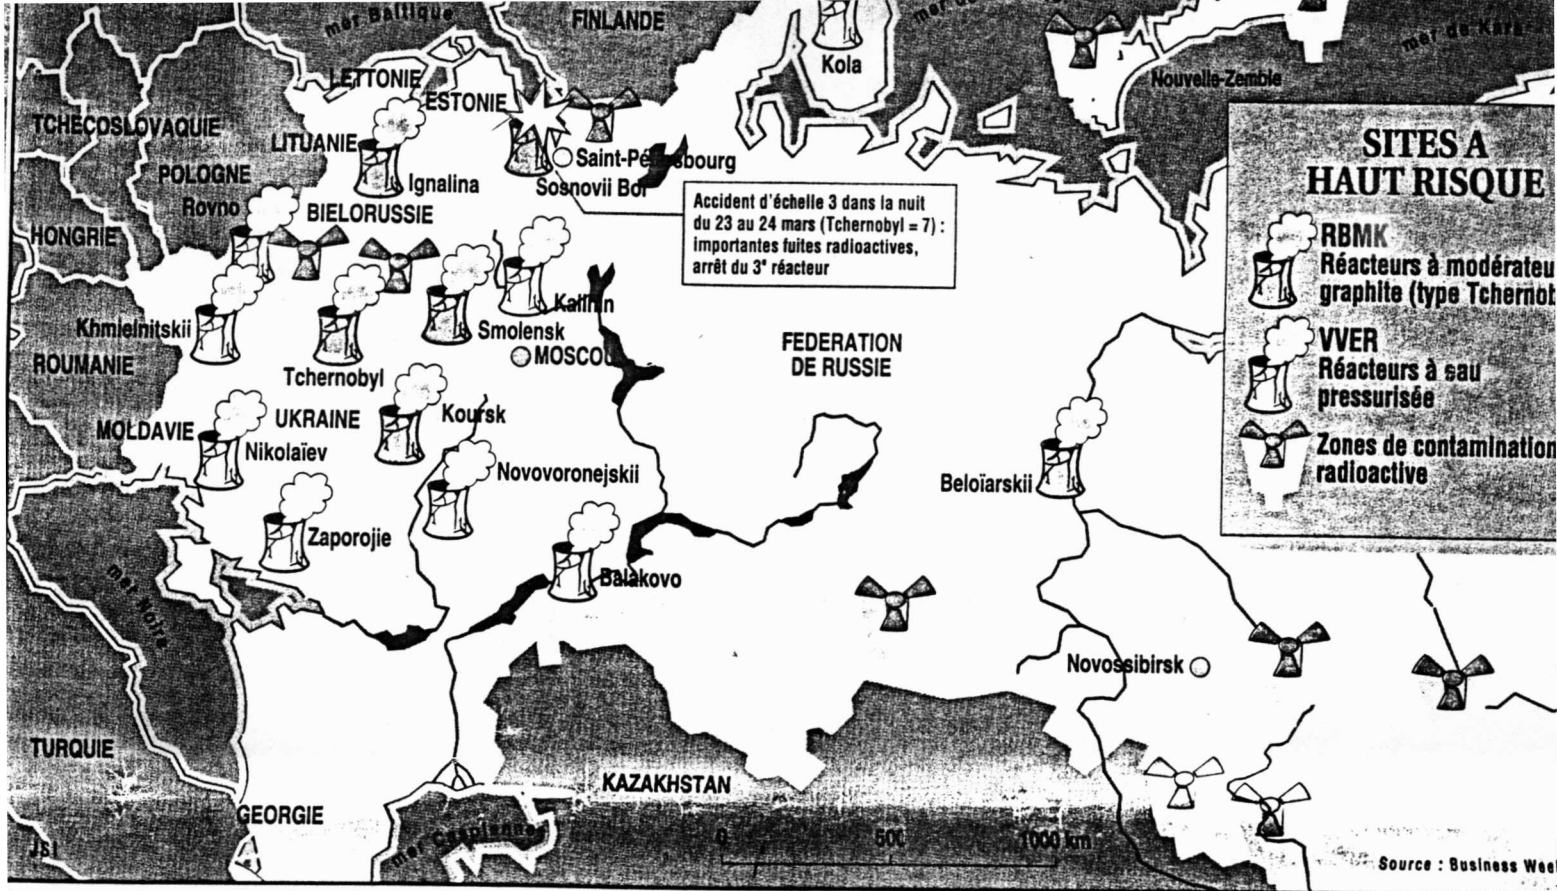 mer Baltique
FINLANDE
mer de Kara
Kola
Nouvelle-Zemble
LETTONIE
ESTONIE
TCHECOSLOVAQUIE
LITUANIE
POLOGNE
Saint-Pétersbourg
Ignalina
Sosnovii Bor
Rovno
BIELORUSSIE
HONGRIE
Accident d'échelle 3 dans la nuit
du 23 au 24 mars (Tchernobyl = 7) :
importantes fuites radioactives,
arrêt du 3e réacteur
SITES A
HAUT RISQUE
RBMK
Réacteurs à modérateu
graphite (type Tchernob
VVER
Réacteurs à eau
pressurisée
Zones de contamination
radioactive
Kalinin
Khmielnitskii
Smolensk
MOSCOU
ROUMANIE
Tchernobyl
FEDERATION
DE RUSSIE
MOLDAVIE
UKRAINE
Koursk
Nikolaïev
Novovoronejskii
Beloïarskii
Zaporojie
Balakovo
mer Noire
Novossibirsk
TURQUIE
KAZAKHSTAN
GEORGIE
mer Caspienne
0 500 1000 km
JSI
Source : Business Wee